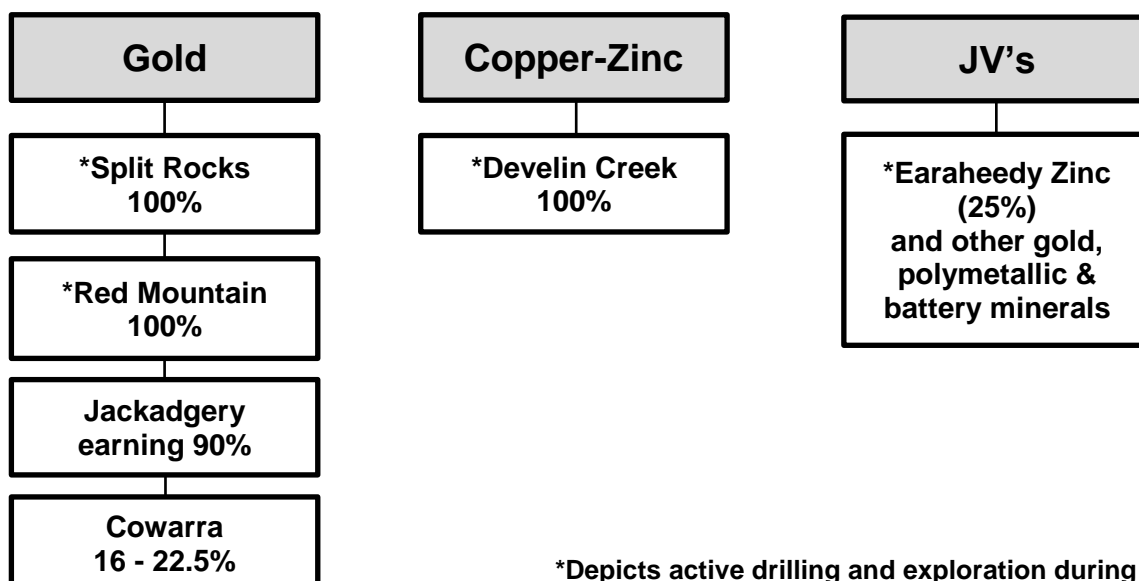 Gold
*Split Rocks
100%
*Red Mountain
100%
Jackadgery
earning 90%
Cowarra
16 - 22.5%
Copper-Zinc
*Develin Creek
100%
JV's
*Earaheedy Zinc
(25%)
and other gold,
polymetallic &
battery minerals
*Depicts active drilling and exploration during